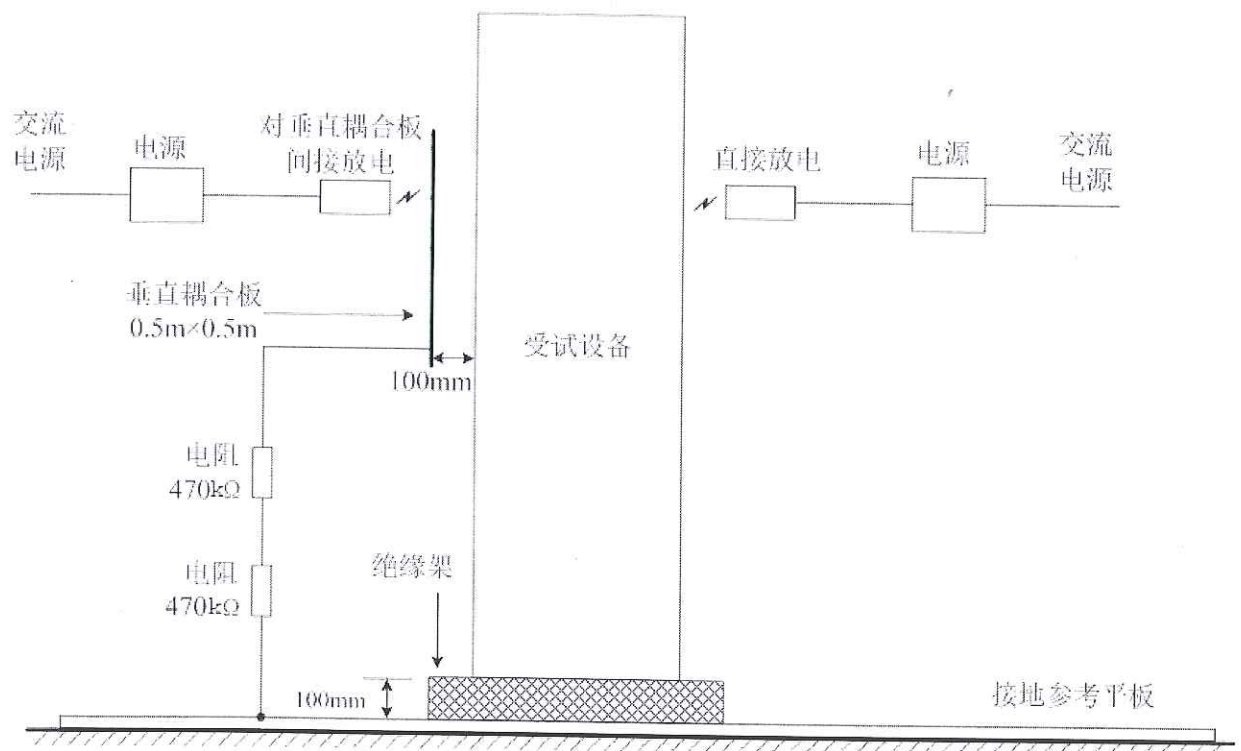 交流
电源
电源
对垂直耦合板
间接放电
直接放电
电源
交流
电源
垂直耦合板
0.5m×0.5m
受试设备
100mm
电阻
470kΩ
电阻
470kΩ
绝缘架
100mm
接地参考平板